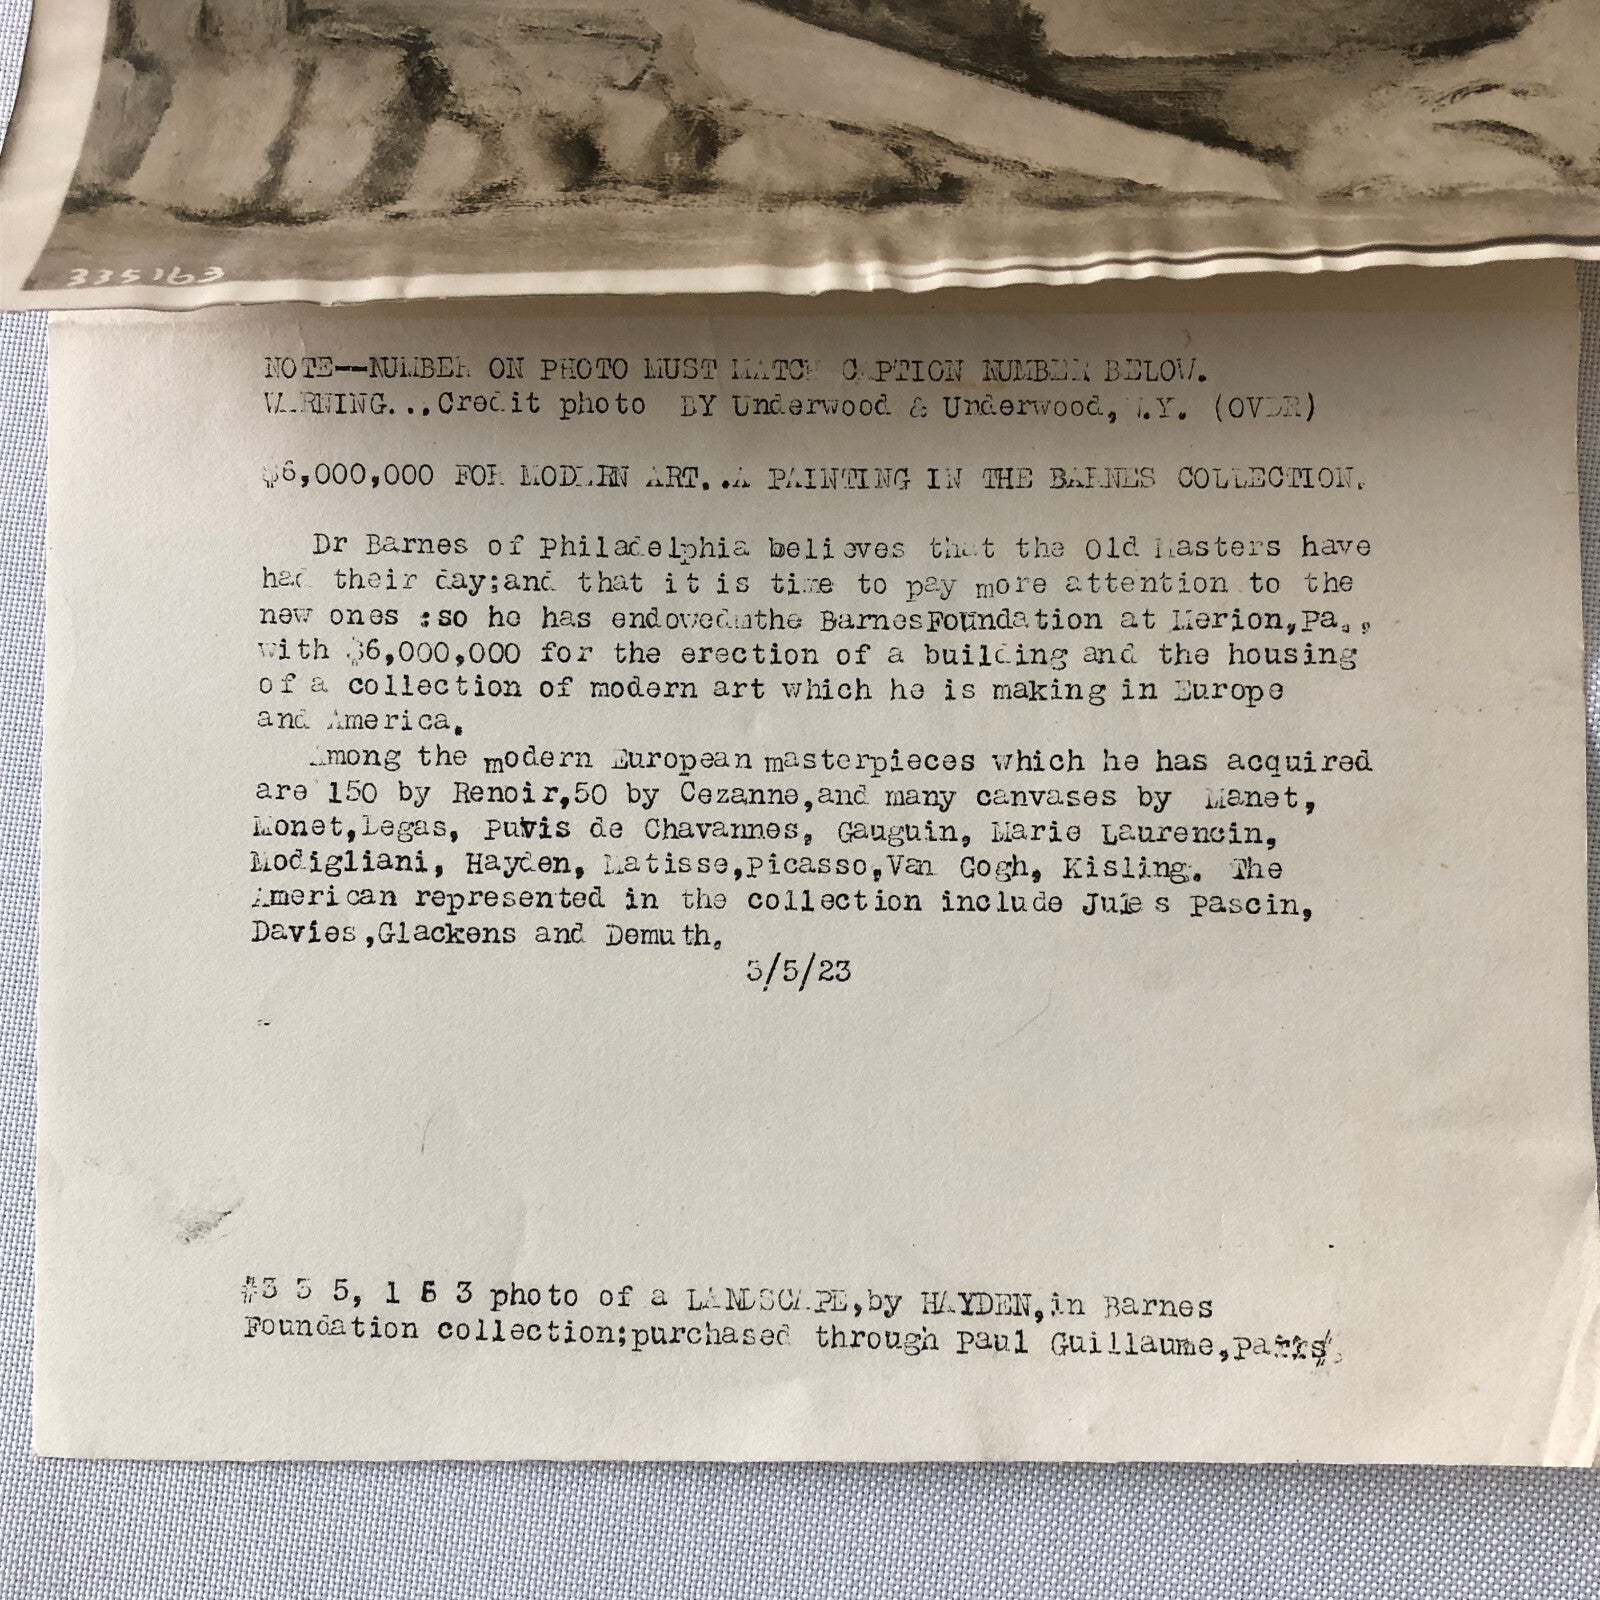 335163
NOTE--NUMBER ON PHOTO MUST MATCH CAPTION NUMBER BELOW.
WARNING...Credit photo BY Underwood & Underwood, N.Y. (OVER)
$6,000,000 FOR MODERN ART..A PAINTING IN THE BARNES COLLECTION.
Dr Barnes of Philadelphia believes that the Old Masters have
had their day;and that it is time to pay more attention to the
new ones :so he has endowed the BarnesFoundation at Merion,Pa.,
with $6,000,000 for the erection of a building and the housing
of a collection of modern art which he is making in Europe
and America.
Among the modern European masterpieces which he has acquired
are 150 by Renoir,50 by Cezanne,and many canvases by Manet,
Monet,Degas, Puvis de Chavannes, Gauguin, Marie Laurencin,
Modigliani, Hayden, Matisse,Picasso,Van Gogh, Kisling. The
American represented in the collection include Jules Pascin,
Davies,Glackens and Demuth.
3/5/23
#3 3 5, 1 6 3 photo of a LANDSCAPE,by HAYDEN,in Barnes
Foundation collection;purchased through Paul Guillaume,Paris.